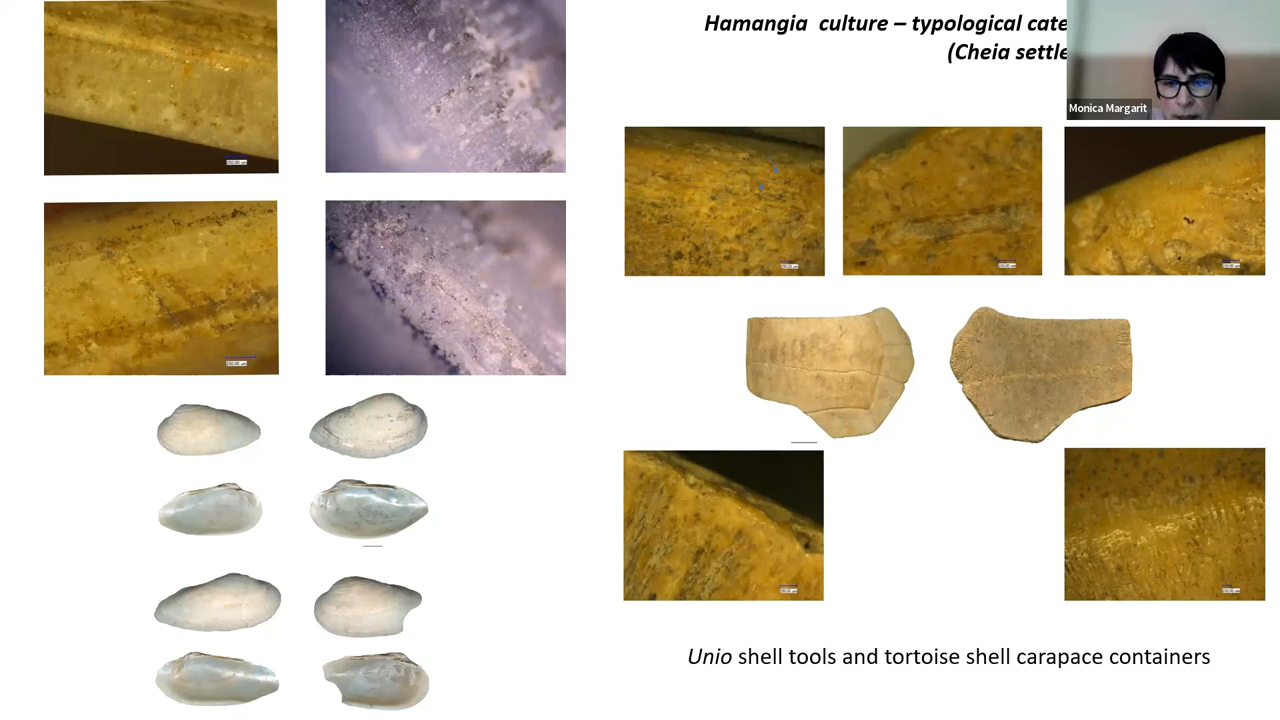 Hamangia culture – typological cate
(Cheia settle
Monica Margarit
Unio shell tools and tortoise shell carapace containers